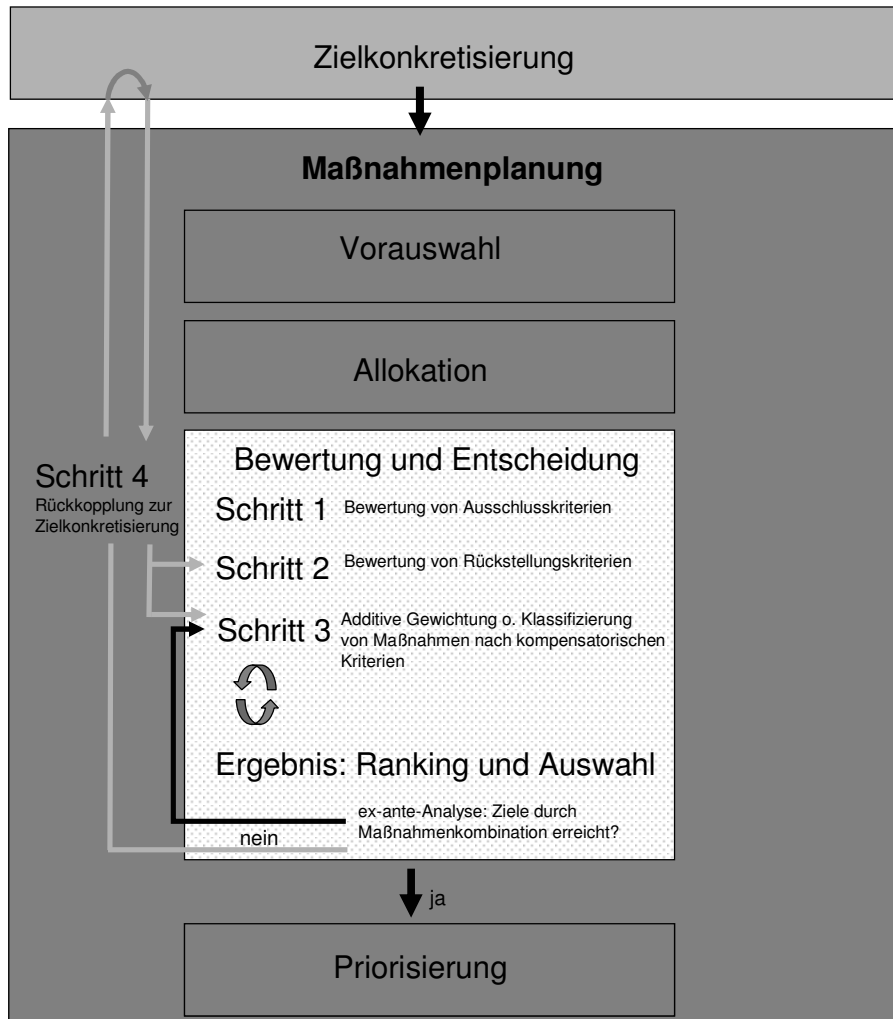 Zielkonkretisierung
Maßnahmenplanung
Vorauswahl
Allokation
Schritt 4
Rückkopplung zur
Zielkonkretisierung
Bewertung und Entscheidung
Schritt 1 Bewertung von Ausschlusskriterien
Schritt 2 Bewertung von Rückstellungskriterien
Schritt 3 Additive Gewichtung o. Klassifizierung
von Maßnahmen nach kompensatorischen
Kriterien
Ergebnis: Ranking und Auswahl
ex-ante-Analyse: Ziele durch
Maßnahmenkombination erreicht?
nein
ja
Priorisierung